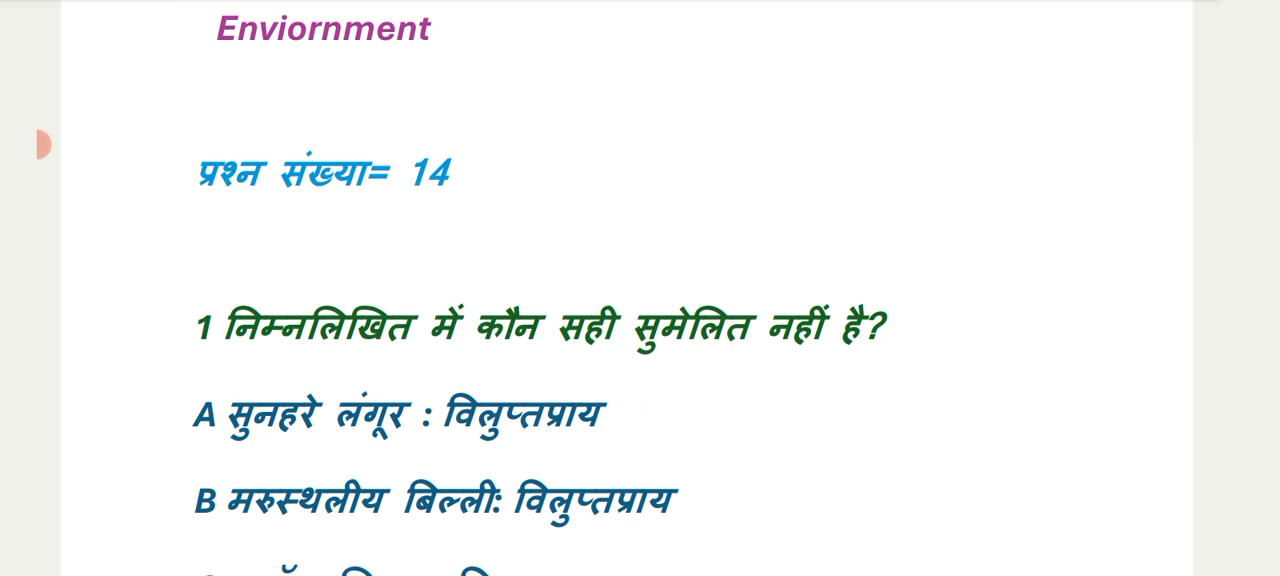 Enviornment
प्रश्न संख्या= 14
1 निम्नलिखित में कौन सही सुमेलित नहीं है?
A सुनहरे लंगूर : विलुप्तप्राय
B मरुस्थलीय बिल्ली: विलुप्तप्राय